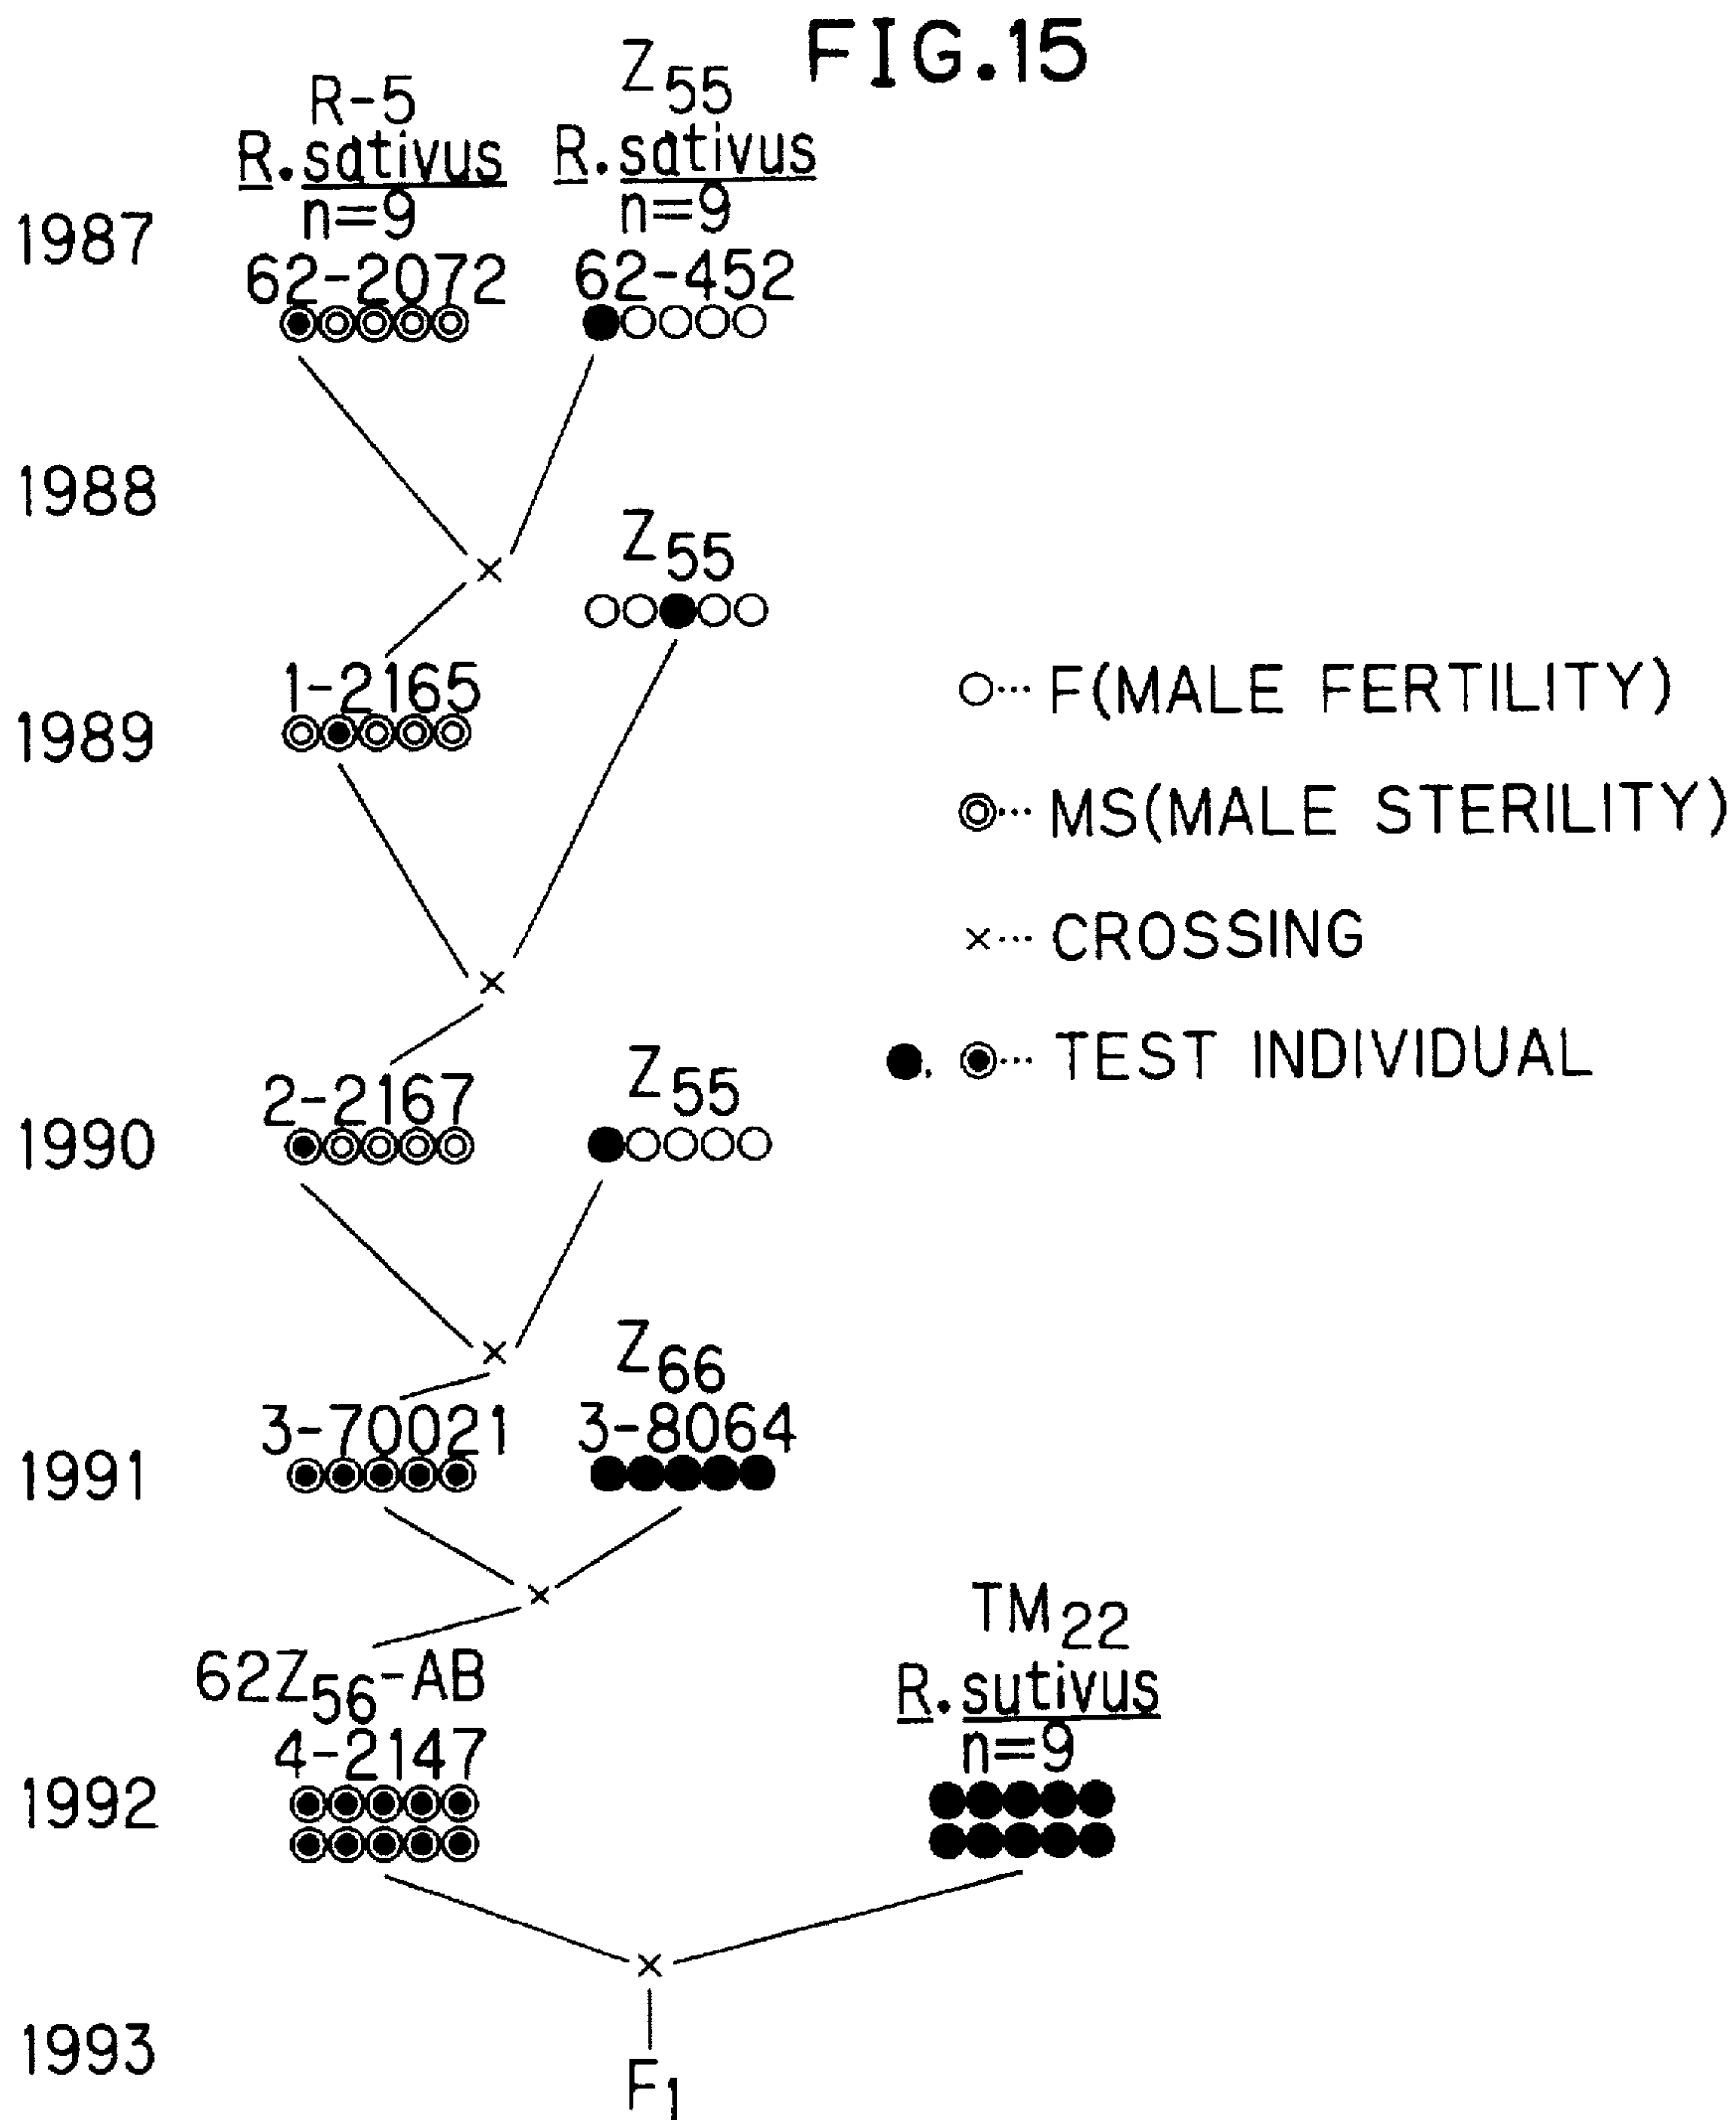 FIG.15
R-5
R.sativus
n=9
62-2072
Z55
R.sativus
n=9
62-452
1987
1988
Z55
1-2165
1989
○··· F(MALE FERTILITY)
◎··· MS(MALE STERILITY)
×··· CROSSING
●, ◉··· TEST INDIVIDUAL
2-2167
Z55
1990
Z66
3-70021
3-8064
1991
62Z56-AB
4-2147
TM22
R.sutivus
n=9
1992
1993
F1